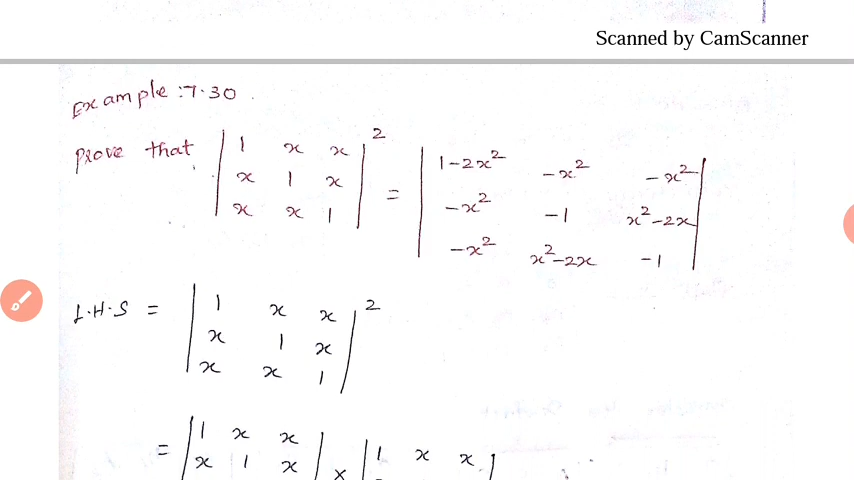 Scanned by CamScanner
Example :7.30.
Prove that | 1 x x |² = | 1-2x² -x² -x² |
| x 1 x | | -x² -1 x²-2x |
| x x 1 | | -x² x²-2x -1 |
L.H.S = | 1 x x |²
| x 1 x |
| x x 1 |
= | 1 x x | × | 1 x x |
| x 1 x |